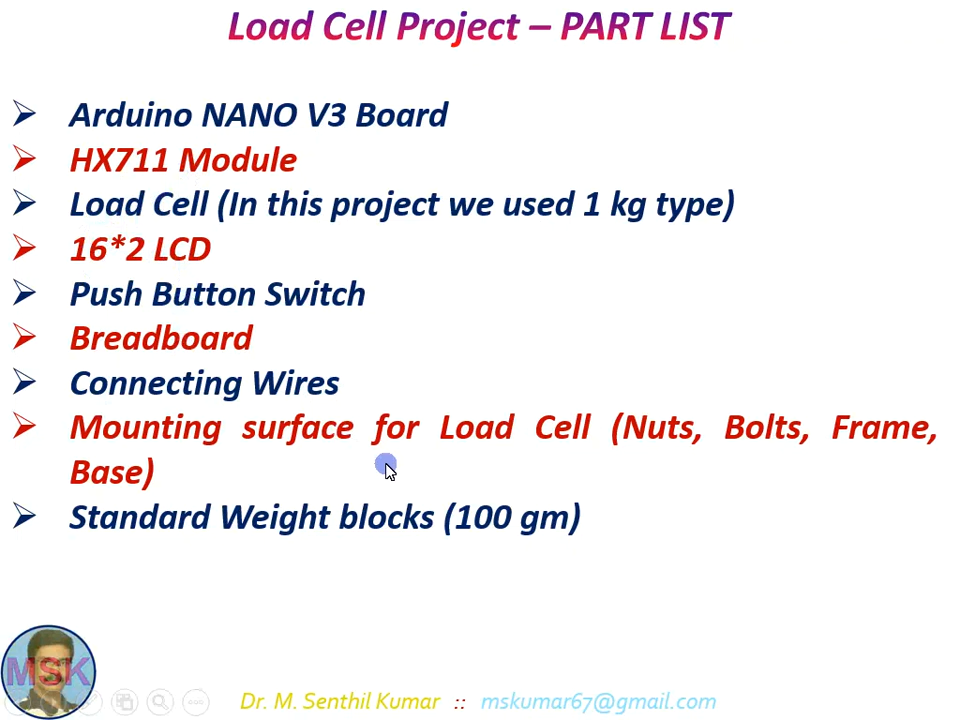 Load Cell Project – PART LIST
Arduino NANO V3 Board
HX711 Module
Load Cell (In this project we used 1 kg type)
16*2 LCD
Push Button Switch
Breadboard
Connecting Wires
Mounting surface for Load Cell (Nuts, Bolts, Frame,
Base)
Standard Weight blocks (100 gm)
MSK
Dr. M. Senthil Kumar :: mskumar67@gmail.com